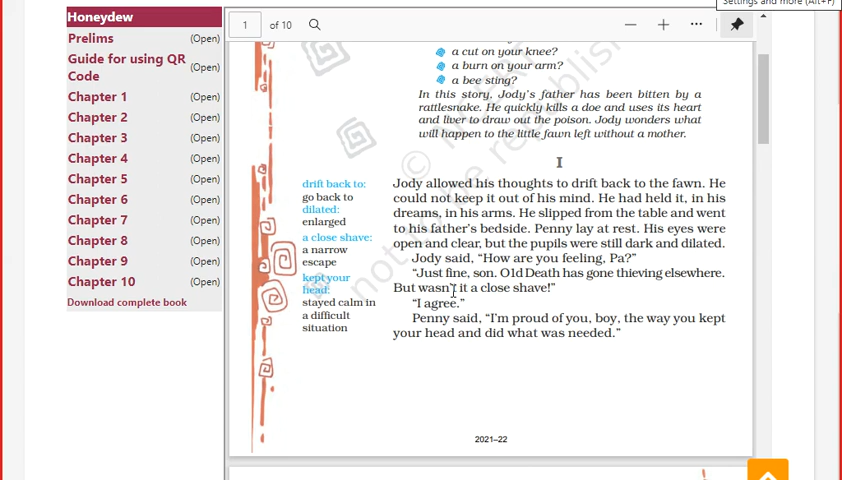 Settings and more (Alt+F)
Honeydew
Prelims (Open)
Guide for using QR Code (Open)
Chapter 1 (Open)
Chapter 2 (Open)
Chapter 3 (Open)
Chapter 4 (Open)
Chapter 5 (Open)
Chapter 6 (Open)
Chapter 7 (Open)
Chapter 8 (Open)
Chapter 9 (Open)
Chapter 10 (Open)
Download complete book
1 of 10
a cut on your knee?
a burn on your arm?
a bee sting?
In this story, Jody's father has been bitten by a
rattlesnake. He quickly kills a doe and uses its heart
and liver to draw out the poison. Jody wonders what
will happen to the little fawn left without a mother.
I
drift back to:
go back to
dilated:
enlarged
a close shave:
a narrow
escape
kept your
head:
stayed calm in
a difficult
situation
Jody allowed his thoughts to drift back to the fawn. He
could not keep it out of his mind. He had held it, in his
dreams, in his arms. He slipped from the table and went
to his father's bedside. Penny lay at rest. His eyes were
open and clear, but the pupils were still dark and dilated.
Jody said, “How are you feeling, Pa?”
“Just fine, son. Old Death has gone thieving elsewhere.
But wasn't it a close shave!”
“I agree.”
Penny said, “I'm proud of you, boy, the way you kept
your head and did what was needed.”
2021–22
© NCERT
not to be republished